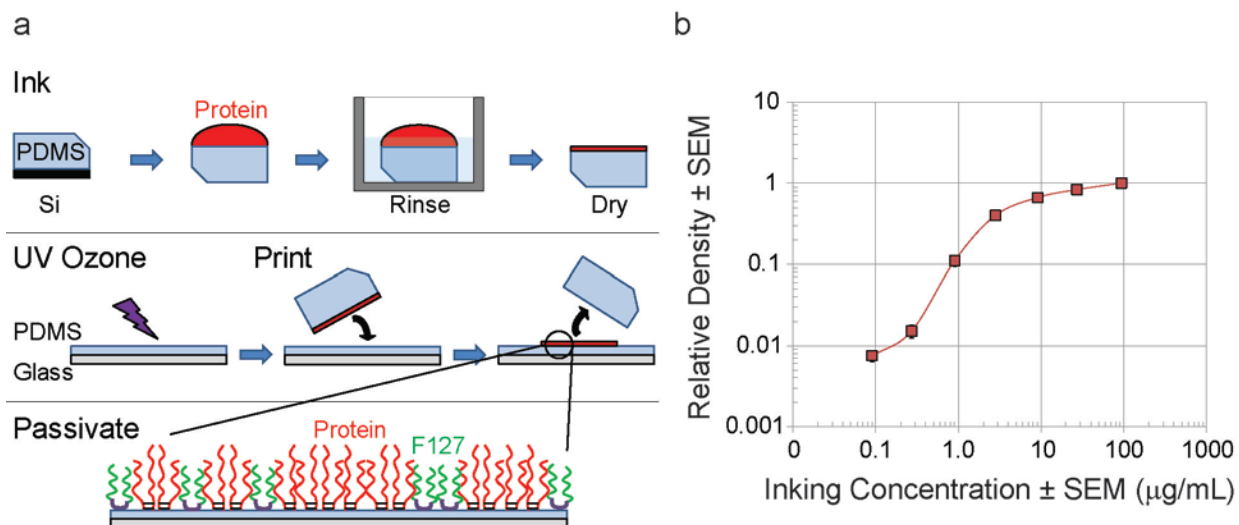 a
Ink
Protein
PDMS
Si
Rinse
Dry
UV Ozone
Print
PDMS
Glass
Passivate
Protein
F127
b
Relative Density ± SEM
10
1
0.1
0.01
0.001
0
0.1
1.0
10
100
1000
Inking Concentration ± SEM (μg/mL)